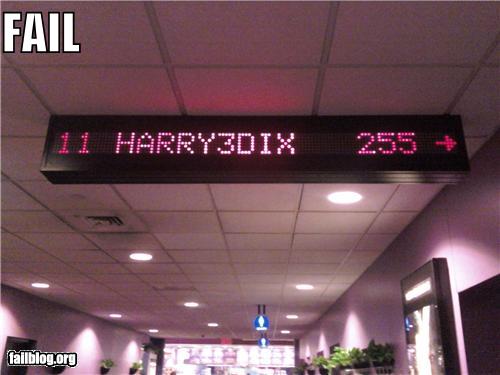 FAIL
11 HARRY3DIX 255 →
failblog.org